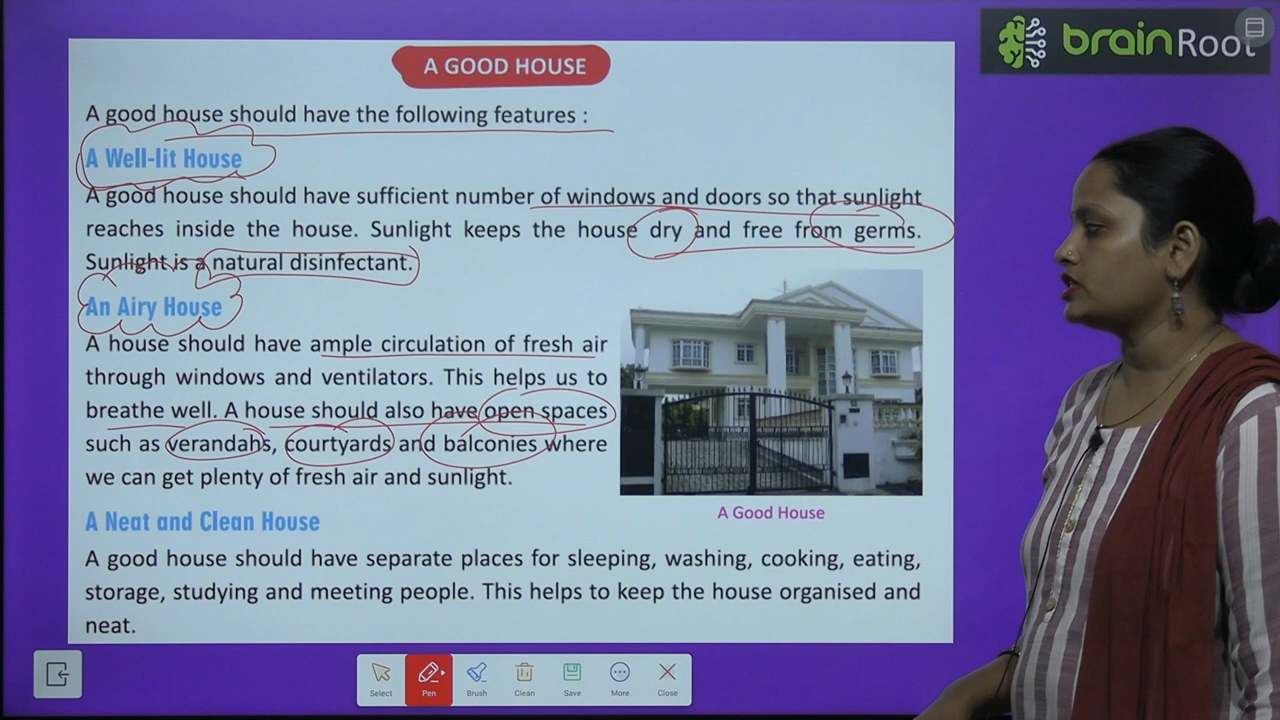 brainRoot
A GOOD HOUSE
A good house should have the following features :
A Well-lit House
A good house should have sufficient number of windows and doors so that sunlight
reaches inside the house. Sunlight keeps the house dry and free from germs.
Sunlight is a natural disinfectant.
An Airy House
A house should have ample circulation of fresh air
through windows and ventilators. This helps us to
breathe well. A house should also have open spaces
such as verandahs, courtyards and balconies where
we can get plenty of fresh air and sunlight.
A Good House
A Neat and Clean House
A good house should have separate places for sleeping, washing, cooking, eating,
storage, studying and meeting people. This helps to keep the house organised and
neat.
Select Pen Brush Clean Save More Close